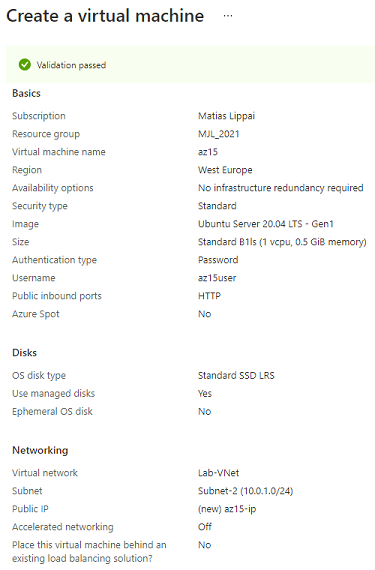 Create a virtual machine ...
Validation passed
Basics
Subscription Matias Lippai
Resource group MJL_2021
Virtual machine name az15
Region West Europe
Availability options No infrastructure redundancy required
Security type Standard
Image Ubuntu Server 20.04 LTS - Gen1
Size Standard B1ls (1 vcpu, 0.5 GiB memory)
Authentication type Password
Username az15user
Public inbound ports HTTP
Azure Spot No
Disks
OS disk type Standard SSD LRS
Use managed disks Yes
Ephemeral OS disk No
Networking
Virtual network Lab-VNet
Subnet Subnet-2 (10.0.1.0/24)
Public IP (new) az15-ip
Accelerated networking Off
Place this virtual machine behind an No
existing load balancing solution?